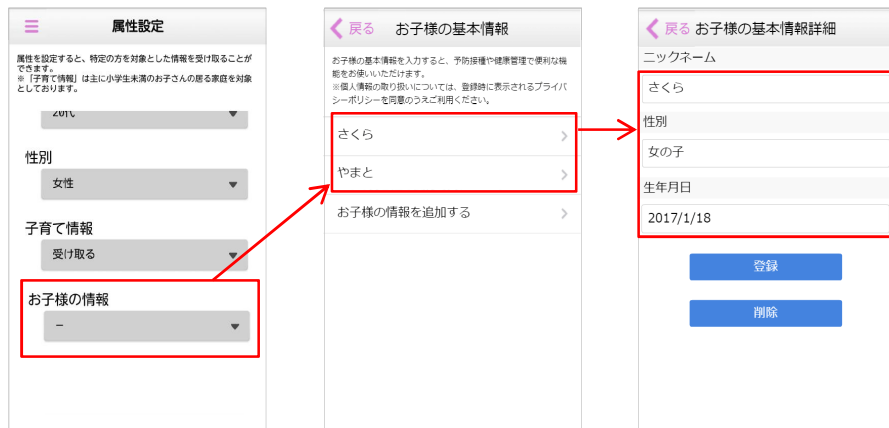 属性設定
属性を設定すると、特定の方を対象とした情報を受け取ることが
できます。
※「子育て情報」は主に小学生未満のお子さんの居る家庭を対象
としております。
20代
性別
女性
子育て情報
受け取る
お子様の情報
－
戻る お子様の基本情報
お子様の基本情報を入力すると、予防接種や健康管理で便利な機
能をお使いいただけます。
※個人情報の取り扱いについては、登録時に表示されるプライバ
シーポリシーを同意のうえご利用ください。
さくら
やまと
お子様の情報を追加する
戻る お子様の基本情報詳細
ニックネーム
さくら
性別
女の子
生年月日
2017/1/18
登録
削除